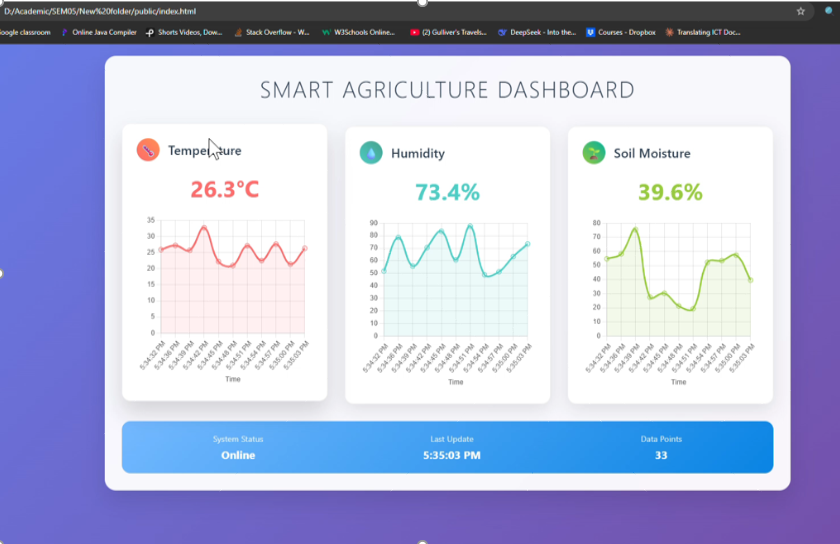 D:/Academic/SEM05/New%20folder/public/index.html
oogle classroom
Online Java Compiler
Shorts Videos, Dow...
Stack Overflow - W...
W3Schools Online...
(2) Gulliver's Travels...
DeepSeek - Into the...
Courses - Dropbox
Translating ICT Doc...
SMART AGRICULTURE DASHBOARD
Temperature
26.3°C
35
30
25
20
15
10
5
0
5:34:32 PM
5:34:36 PM
5:34:39 PM
5:34:42 PM
5:34:45 PM
5:34:48 PM
5:34:51 PM
5:34:54 PM
5:34:57 PM
5:35:00 PM
5:35:03 PM
Time
Humidity
73.4%
90
80
70
60
50
40
30
20
10
0
5:34:32 PM
5:34:36 PM
5:34:39 PM
5:34:42 PM
5:34:45 PM
5:34:48 PM
5:34:51 PM
5:34:54 PM
5:34:57 PM
5:35:00 PM
5:35:03 PM
Time
Soil Moisture
39.6%
80
70
60
50
40
30
20
10
0
5:34:32 PM
5:34:36 PM
5:34:39 PM
5:34:42 PM
5:34:45 PM
5:34:48 PM
5:34:51 PM
5:34:54 PM
5:34:57 PM
5:35:00 PM
5:35:03 PM
Time
System Status
Online
Last Update
5:35:03 PM
Data Points
33